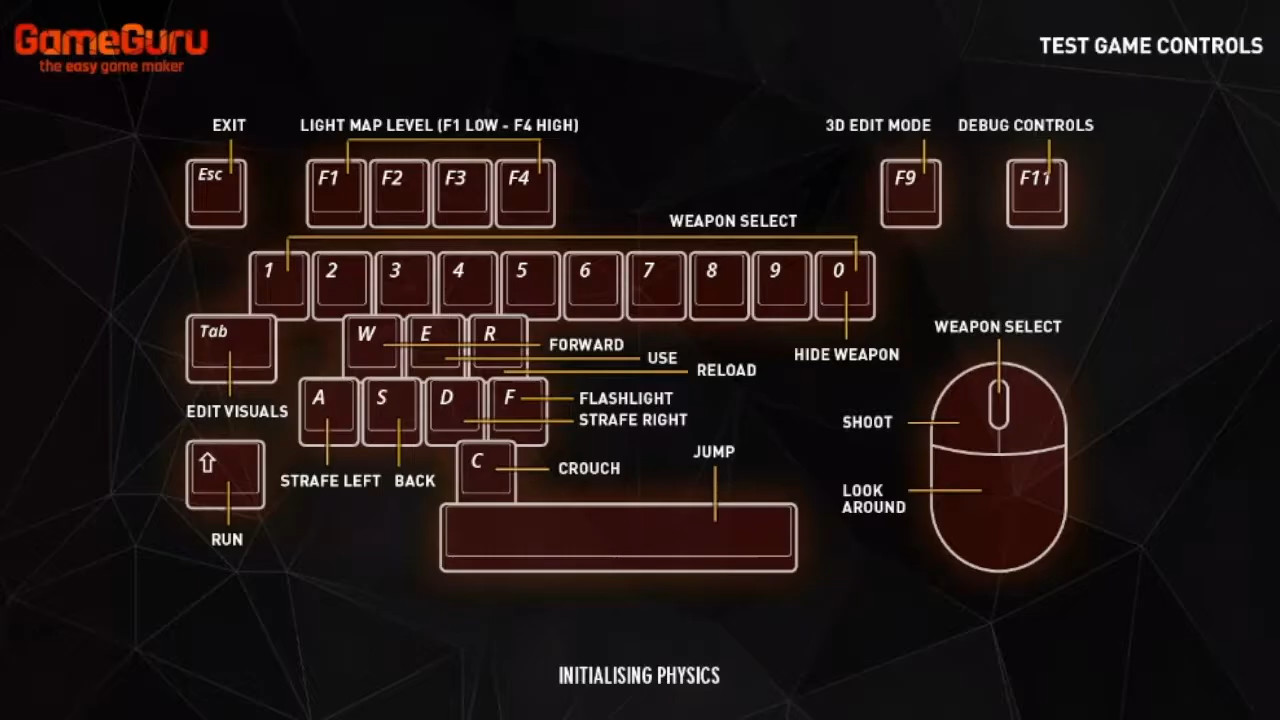 GameGuru
the easy game maker
TEST GAME CONTROLS
EXIT
LIGHT MAP LEVEL (F1 LOW - F4 HIGH)
3D EDIT MODE
DEBUG CONTROLS
Esc
F1
F2
F3
F4
F9
F11
WEAPON SELECT
1
2
3
4
5
6
7
8
9
0
Tab
W
E
R
FORWARD
USE
RELOAD
HIDE WEAPON
WEAPON SELECT
EDIT VISUALS
A
S
D
F
FLASHLIGHT
STRAFE RIGHT
SHOOT
STRAFE LEFT
BACK
C
CROUCH
JUMP
LOOK
AROUND
RUN
INITIALISING PHYSICS